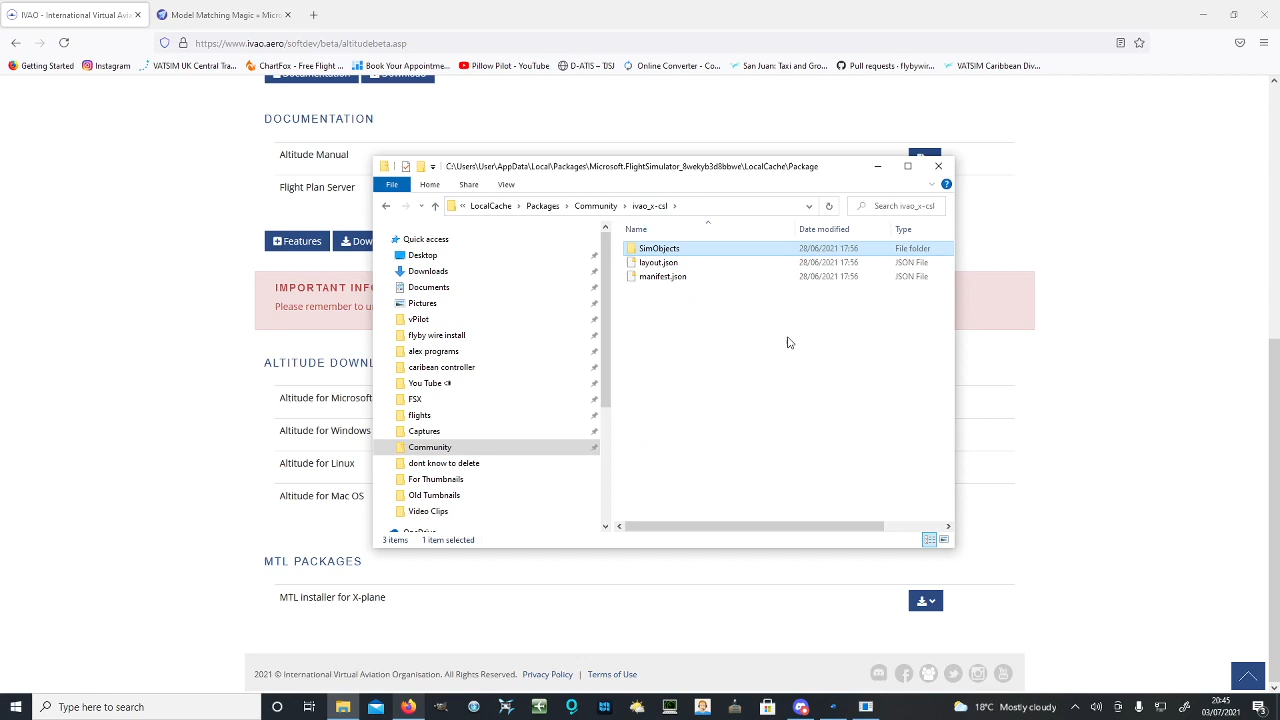 IVAO - International Virtual Avia
Model Matching Magic + Micr
https://www.ivao.aero/softdev/beta/altitudebeta.asp
Getting Started
Instagram
VATSIM UK Central Tra...
ChartFox - Free Flight ...
Book Your Appointme...
Pillow Pilot - YouTube
D-ATIS – TJSJ
Online Converter - Co...
San Juan: Taxi and Gro...
Pull requests · flybywir...
VATSIM Caribbean Div...
Documentation
DOCUMENTATION
Altitude Manual
Flight Plan Server
Features
Dow
IMPORTANT INF
Please remember to u
ALTITUDE DOWN
Altitude for Microsoft
Altitude for Windows
Altitude for Linux
Altitude for Mac OS
MTL PACKAGES
MTL installer for X-plane
C:\Users\User\AppData\Local\Packages\Microsoft.FlightSimulator_8wekyb3d8bbwe\LocalCache\Package
File Home Share View
« LocalCache › Packages › Community › ivao_x-csl ›
Search ivao_x-csl
Name Date modified Type
SimObjects 28/06/2021 17:56 File folder
layout.json 28/06/2021 17:56 JSON File
manifest.json 28/06/2021 17:56 JSON File
Quick access
Desktop
Downloads
Documents
Pictures
vPilot
flyby wire install
alex programs
caribean controller
You Tube
FSX
flights
Captures
Community
dont know to delete
For Thumbnails
Old Tumbnails
Video Clips
OneDrive
3 items 1 item selected
2021 © International Virtual Aviation Organisation. All Rights Reserved. Privacy Policy | Terms of Use
Type here to search
18°C Mostly cloudy
20:45
03/07/2021